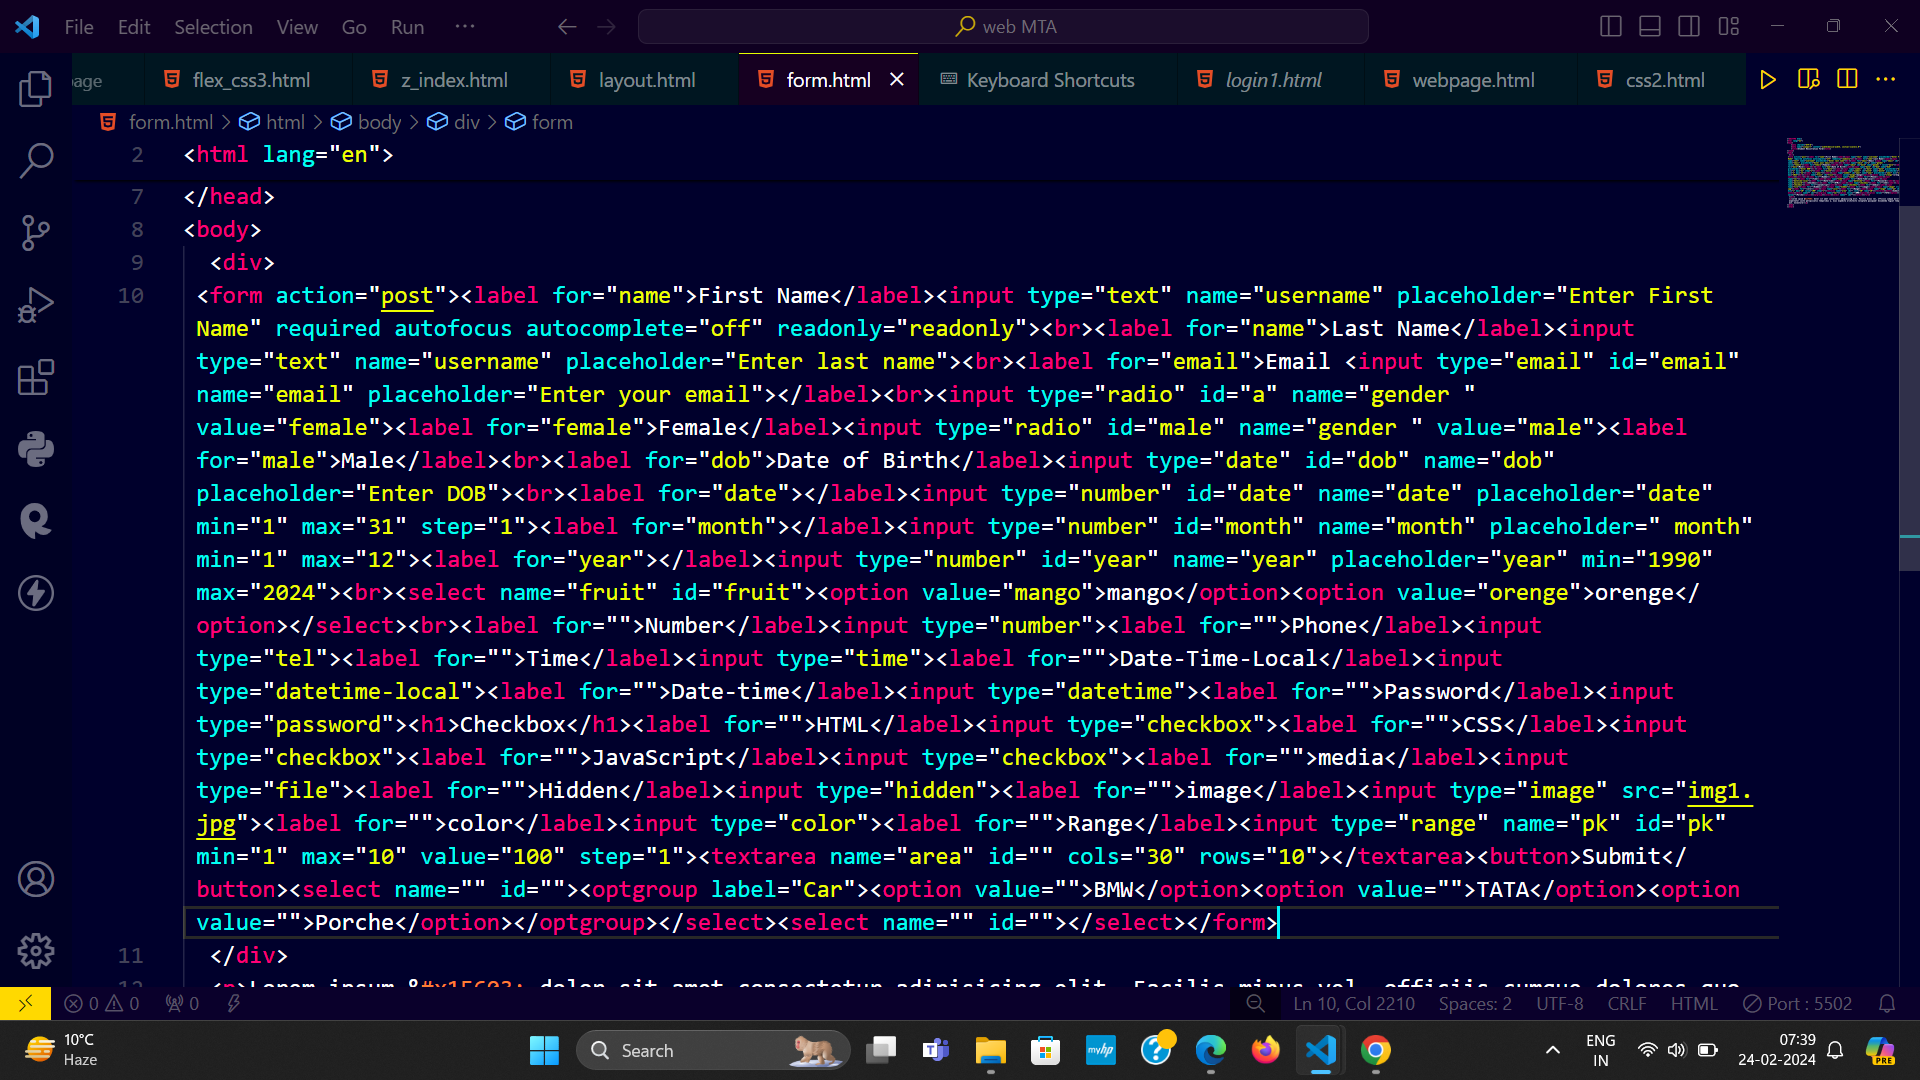 File Edit Selection View Go Run ···
web MTA
age flex_css3.html z_index.html layout.html form.html Keyboard Shortcuts login1.html webpage.html css2.html
form.html > html > body > div > form
2 <html lang="en">
7 </head>
8 <body>
9 <div>
10 <form action="post"><label for="name">First Name</label><input type="text" name="username" placeholder="Enter First
Name" required autofocus autocomplete="off" readonly="readonly"><br><label for="name">Last Name</label><input
type="text" name="username" placeholder="Enter last name"><br><label for="email">Email <input type="email" id="email"
name="email" placeholder="Enter your email"></label><br><input type="radio" id="a" name="gender "
value="female"><label for="female">Female</label><input type="radio" id="male" name="gender " value="male"><label
for="male">Male</label><br><label for="dob">Date of Birth</label><input type="date" id="dob" name="dob"
placeholder="Enter DOB"><br><label for="date"></label><input type="number" id="date" name="date" placeholder="date"
min="1" max="31" step="1"><label for="month"></label><input type="number" id="month" name="month" placeholder=" month"
min="1" max="12"><label for="year"></label><input type="number" id="year" name="year" placeholder="year" min="1990"
max="2024"><br><select name="fruit" id="fruit"><option value="mango">mango</option><option value="orenge">orenge</
option></select><br><label for="">Number</label><input type="number"><label for="">Phone</label><input
type="tel"><label for="">Time</label><input type="time"><label for="">Date-Time-Local</label><input
type="datetime-local"><label for="">Date-time</label><input type="datetime"><label for="">Password</label><input
type="password"><h1>Checkbox</h1><label for="">HTML</label><input type="checkbox"><label for="">CSS</label><input
type="checkbox"><label for="">JavaScript</label><input type="checkbox"><label for="">media</label><input
type="file"><label for="">Hidden</label><input type="hidden"><label for="">image</label><input type="image" src="img1.
jpg"><label for="">color</label><input type="color"><label for="">Range</label><input type="range" name="pk" id="pk"
min="1" max="10" value="100" step="1"><textarea name="area" id="" cols="30" rows="10"></textarea><button>Submit</
button><select name="" id=""><optgroup label="Car"><option value="">BMW</option><option value="">TATA</option><option
value="">Porche</option></optgroup></select><select name="" id=""></select></form>
11 </div>
12 <p>Lorem ipsum &#x15603; dolor sit amet consectetur adipisicing elit. Facilis minus vel, officiis cumque dolores quo
0 0 0 Ln 10, Col 2210 Spaces: 2 UTF-8 CRLF HTML Port : 5502
10°C
Haze
Search
myhp
ENG
IN
07:39
24-02-2024
PRE